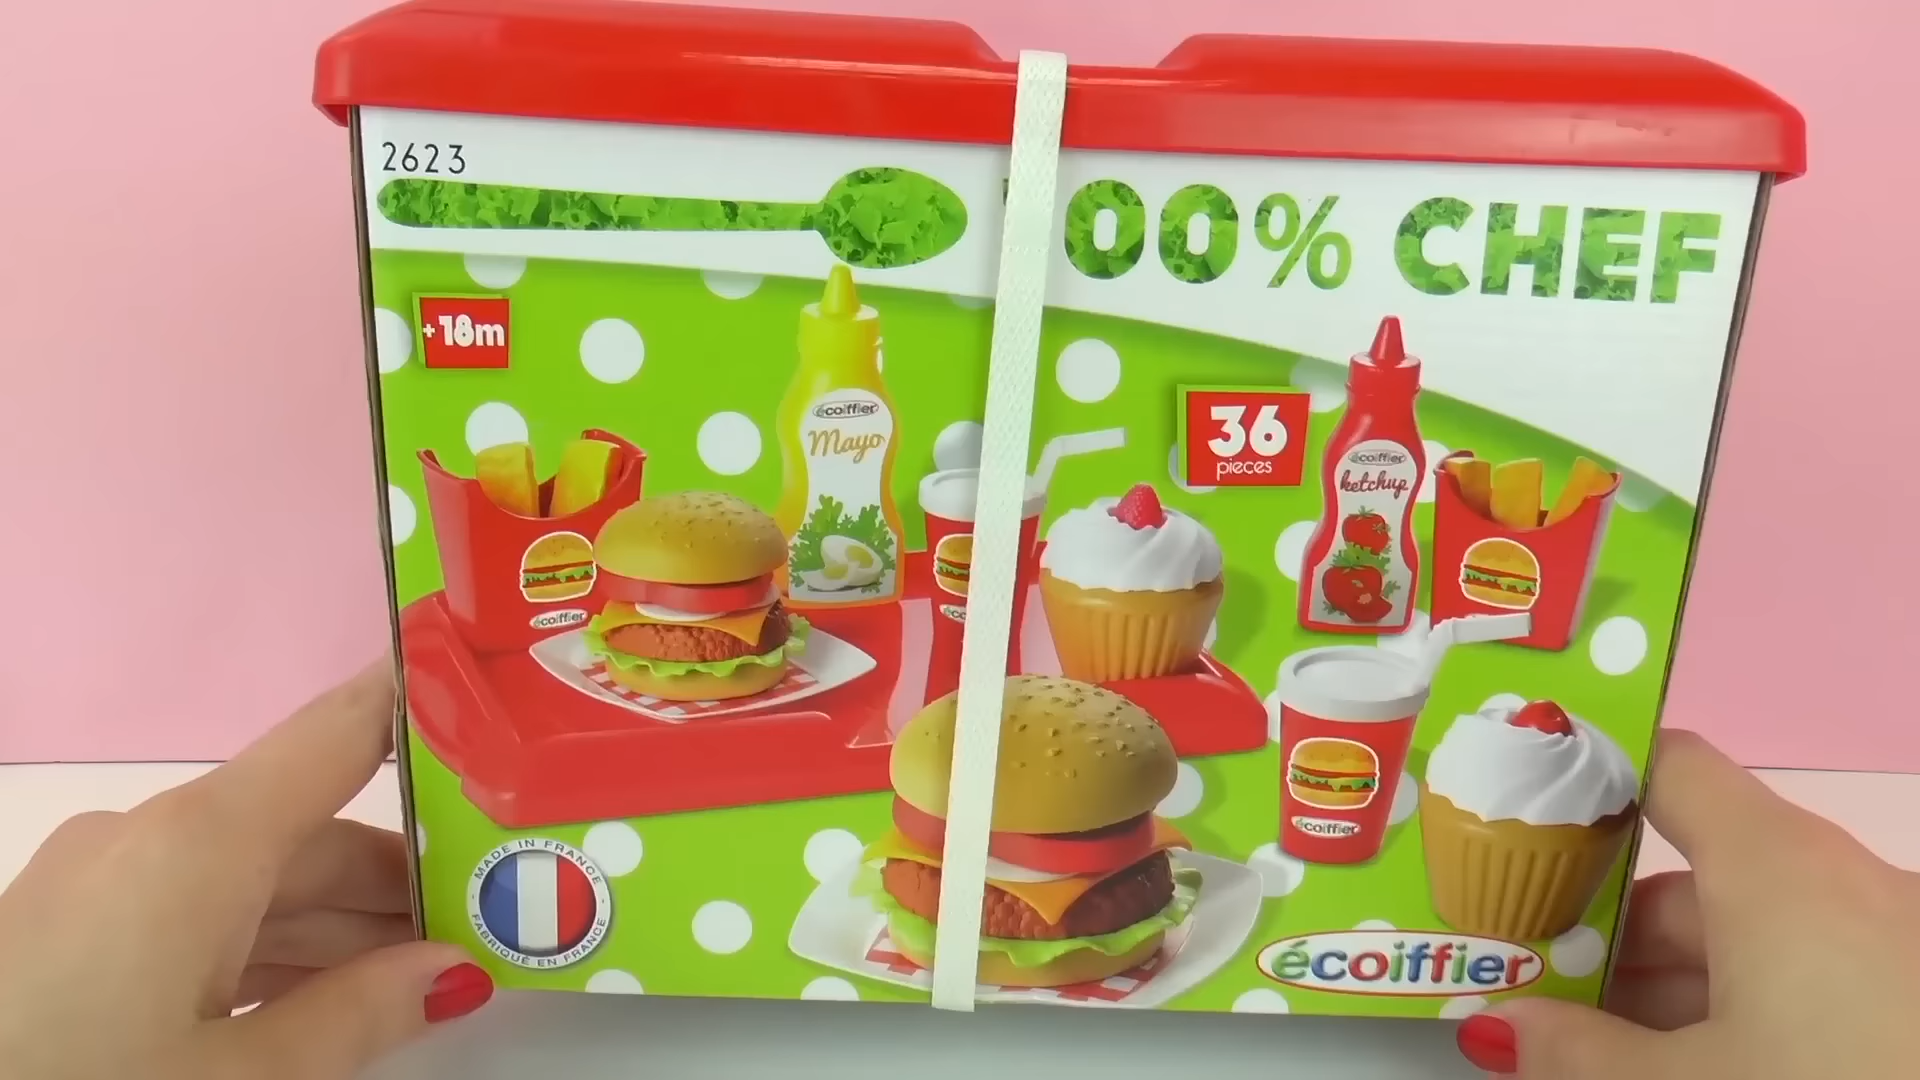 2623
00% CHEF
+18m
écoiffier
Mayo
36
pieces
écoiffier
ketchup
écoiffier
écoiffier
MADE IN FRANCE
FABRIQUÉ EN FRANCE
écoiffier